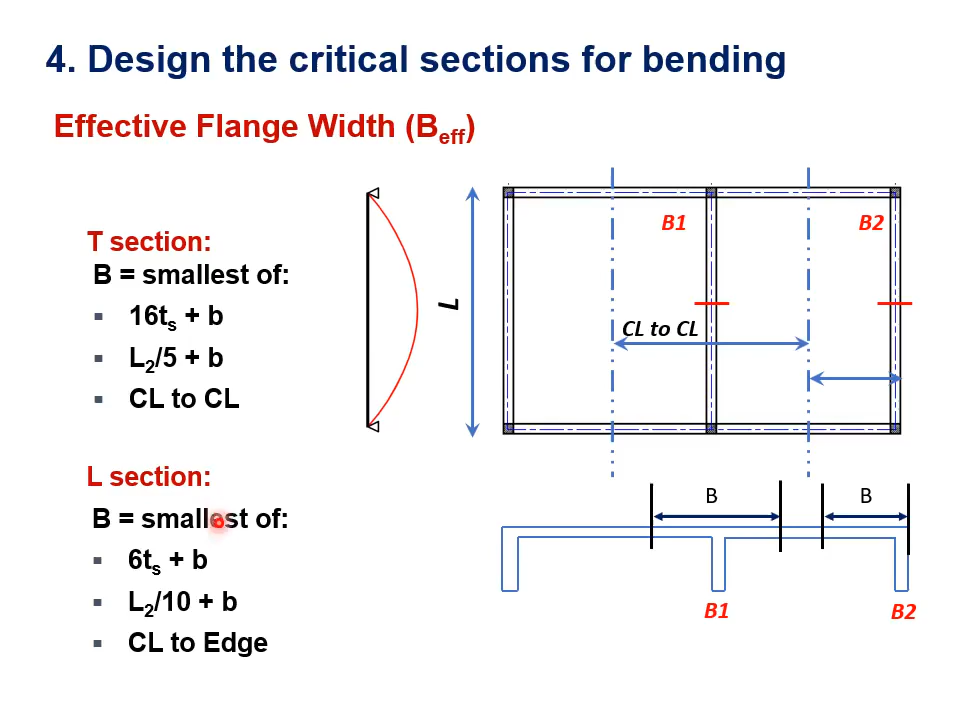 4. Design the critical sections for bending
Effective Flange Width (Beff)
T section:
B = smallest of:
▪ 16ts + b
▪ L2/5 + b
▪ CL to CL
L section:
B = smallest of:
▪ 6ts + b
▪ L2/10 + b
▪ CL to Edge
L
B1
B2
CL to CL
B
B
B1
B2